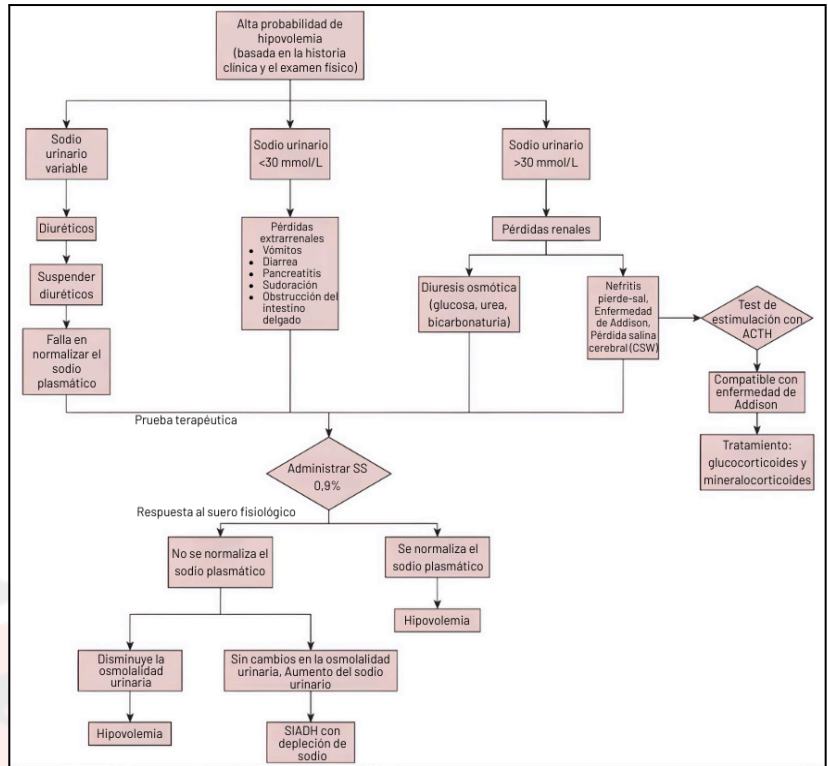 Alta probabilidad de
hipovolemia
(basada en la historia
clínica y el examen físico)
Sodio
urinario
variable
Sodio urinario
<30 mmol/L
Sodio urinario
>30 mmol/L
Diuréticos
Suspender
diuréticos
Falla en
normalizar el
sodio plasmático
Pérdidas
extrarrenales
• Vómitos
• Diarrea
• Pancreatitis
• Sudoración
• Obstrucción del
intestino
delgado
Pérdidas renales
Diuresis osmótica
(glucosa, urea,
bicarbonaturia)
Nefritis
pierde-sal,
Enfermedad
de Addison,
Pérdida salina
cerebral (CSW)
Test de
estimulación con
ACTH
Compatible con
enfermedad de
Addison
Tratamiento:
glucocorticoides y
mineralocorticoides
Prueba terapéutica
Administrar SS
0,9%
Respuesta al suero fisiológico
No se normaliza el
sodio plasmático
Se normaliza el
sodio plasmático
Hipovolemia
Disminuye la
osmolalidad
urinaria
Sin cambios en la osmolalidad
urinaria, Aumento del sodio
urinario
Hipovolemia
SIADH con
depleción de
sodio